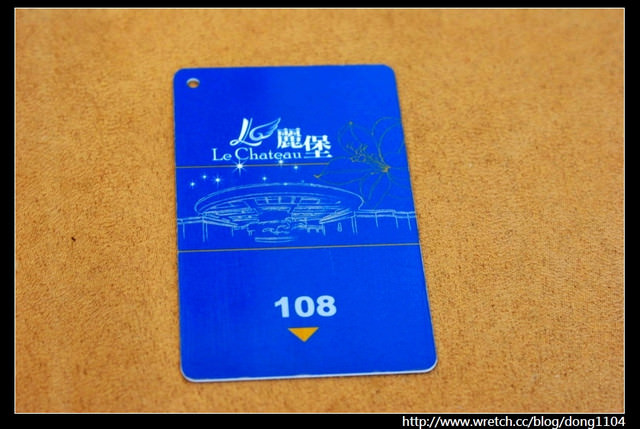 麗堡
Le Chateau
108
http://www.wretch.cc/blog/dong1104